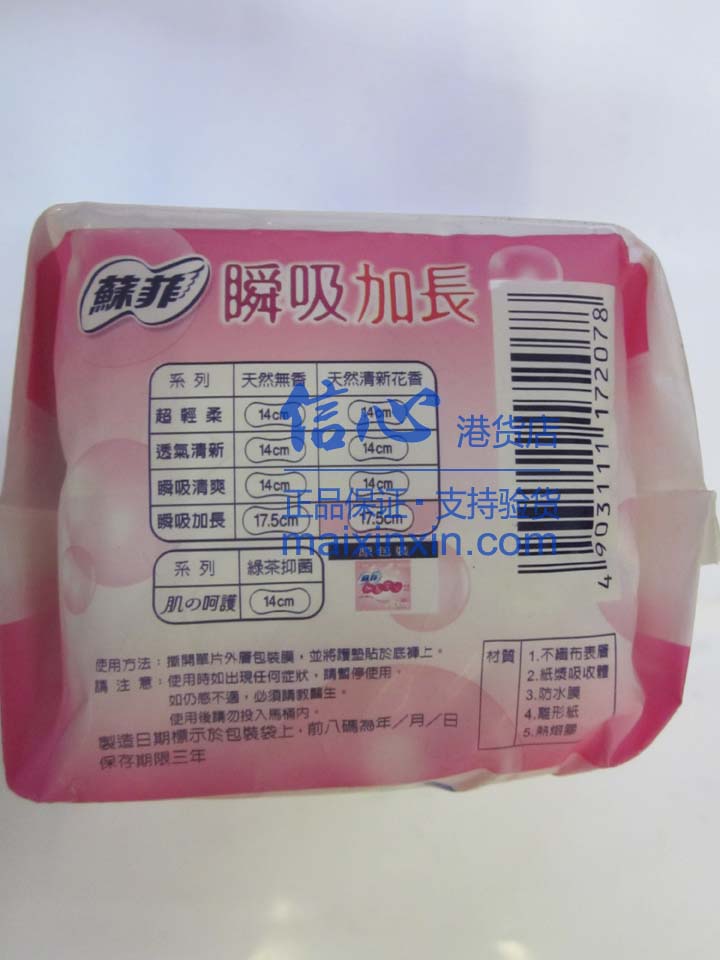 蘇菲 瞬吸加長
系列 天然無香 天然清新花香
超輕柔 14cm 14cm
透氣清新 14cm 14cm
瞬吸清爽 14cm 14cm
瞬吸加長 17.5cm 17.5cm
系列 綠茶抑菌
肌の呵護 14cm
原包裝
蘇菲
信心 港货店
正品保证·支持验货
maixinxin.com
4903111172078
使用方法：撕開單片外層包裝膜，並將護墊貼於底褲上。
請注意：使用時如出現任何症狀，請暫停使用。
如仍感不適，必須請教醫生。
使用後請勿投入馬桶內。
製造日期標示於包裝袋上，前八碼為年／月／日
保存期限三年
材質 1.不織布表層
2.紙漿吸收體
3.防水膜
4.離形紙
5.熱熔膠